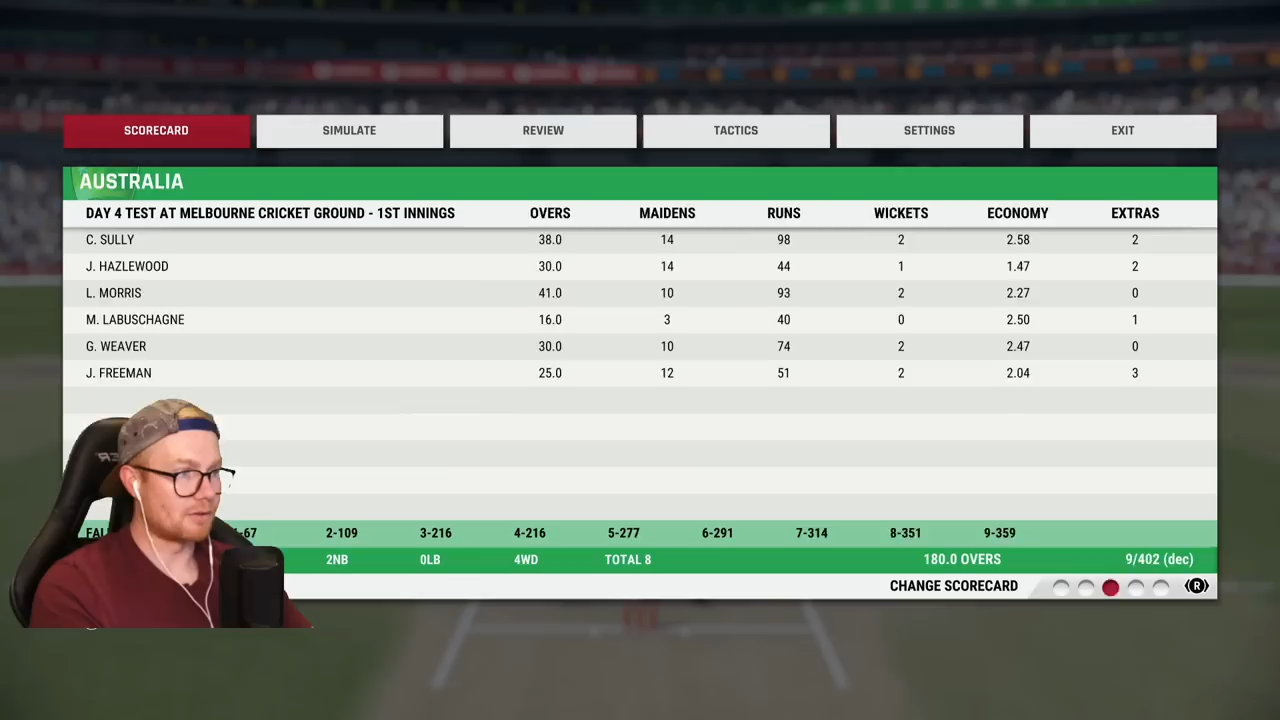 SCORECARD SIMULATE REVIEW TACTICS SETTINGS EXIT
AUSTRALIA
DAY 4 TEST AT MELBOURNE CRICKET GROUND - 1ST INNINGS OVERS MAIDENS RUNS WICKETS ECONOMY EXTRAS
C. SULLY 38.0 14 98 2 2.58 2
J. HAZLEWOOD 30.0 14 44 1 1.47 2
L. MORRIS 41.0 10 93 2 2.27 0
M. LABUSCHAGNE 16.0 3 40 0 2.50 1
G. WEAVER 30.0 10 74 2 2.47 0
J. FREEMAN 25.0 12 51 2 2.04 3
2-109 3-216 4-216 5-277 6-291 7-314 8-351 9-359
2NB 0LB 4WD TOTAL 8 180.0 OVERS 9/402 (dec)
CHANGE SCORECARD R